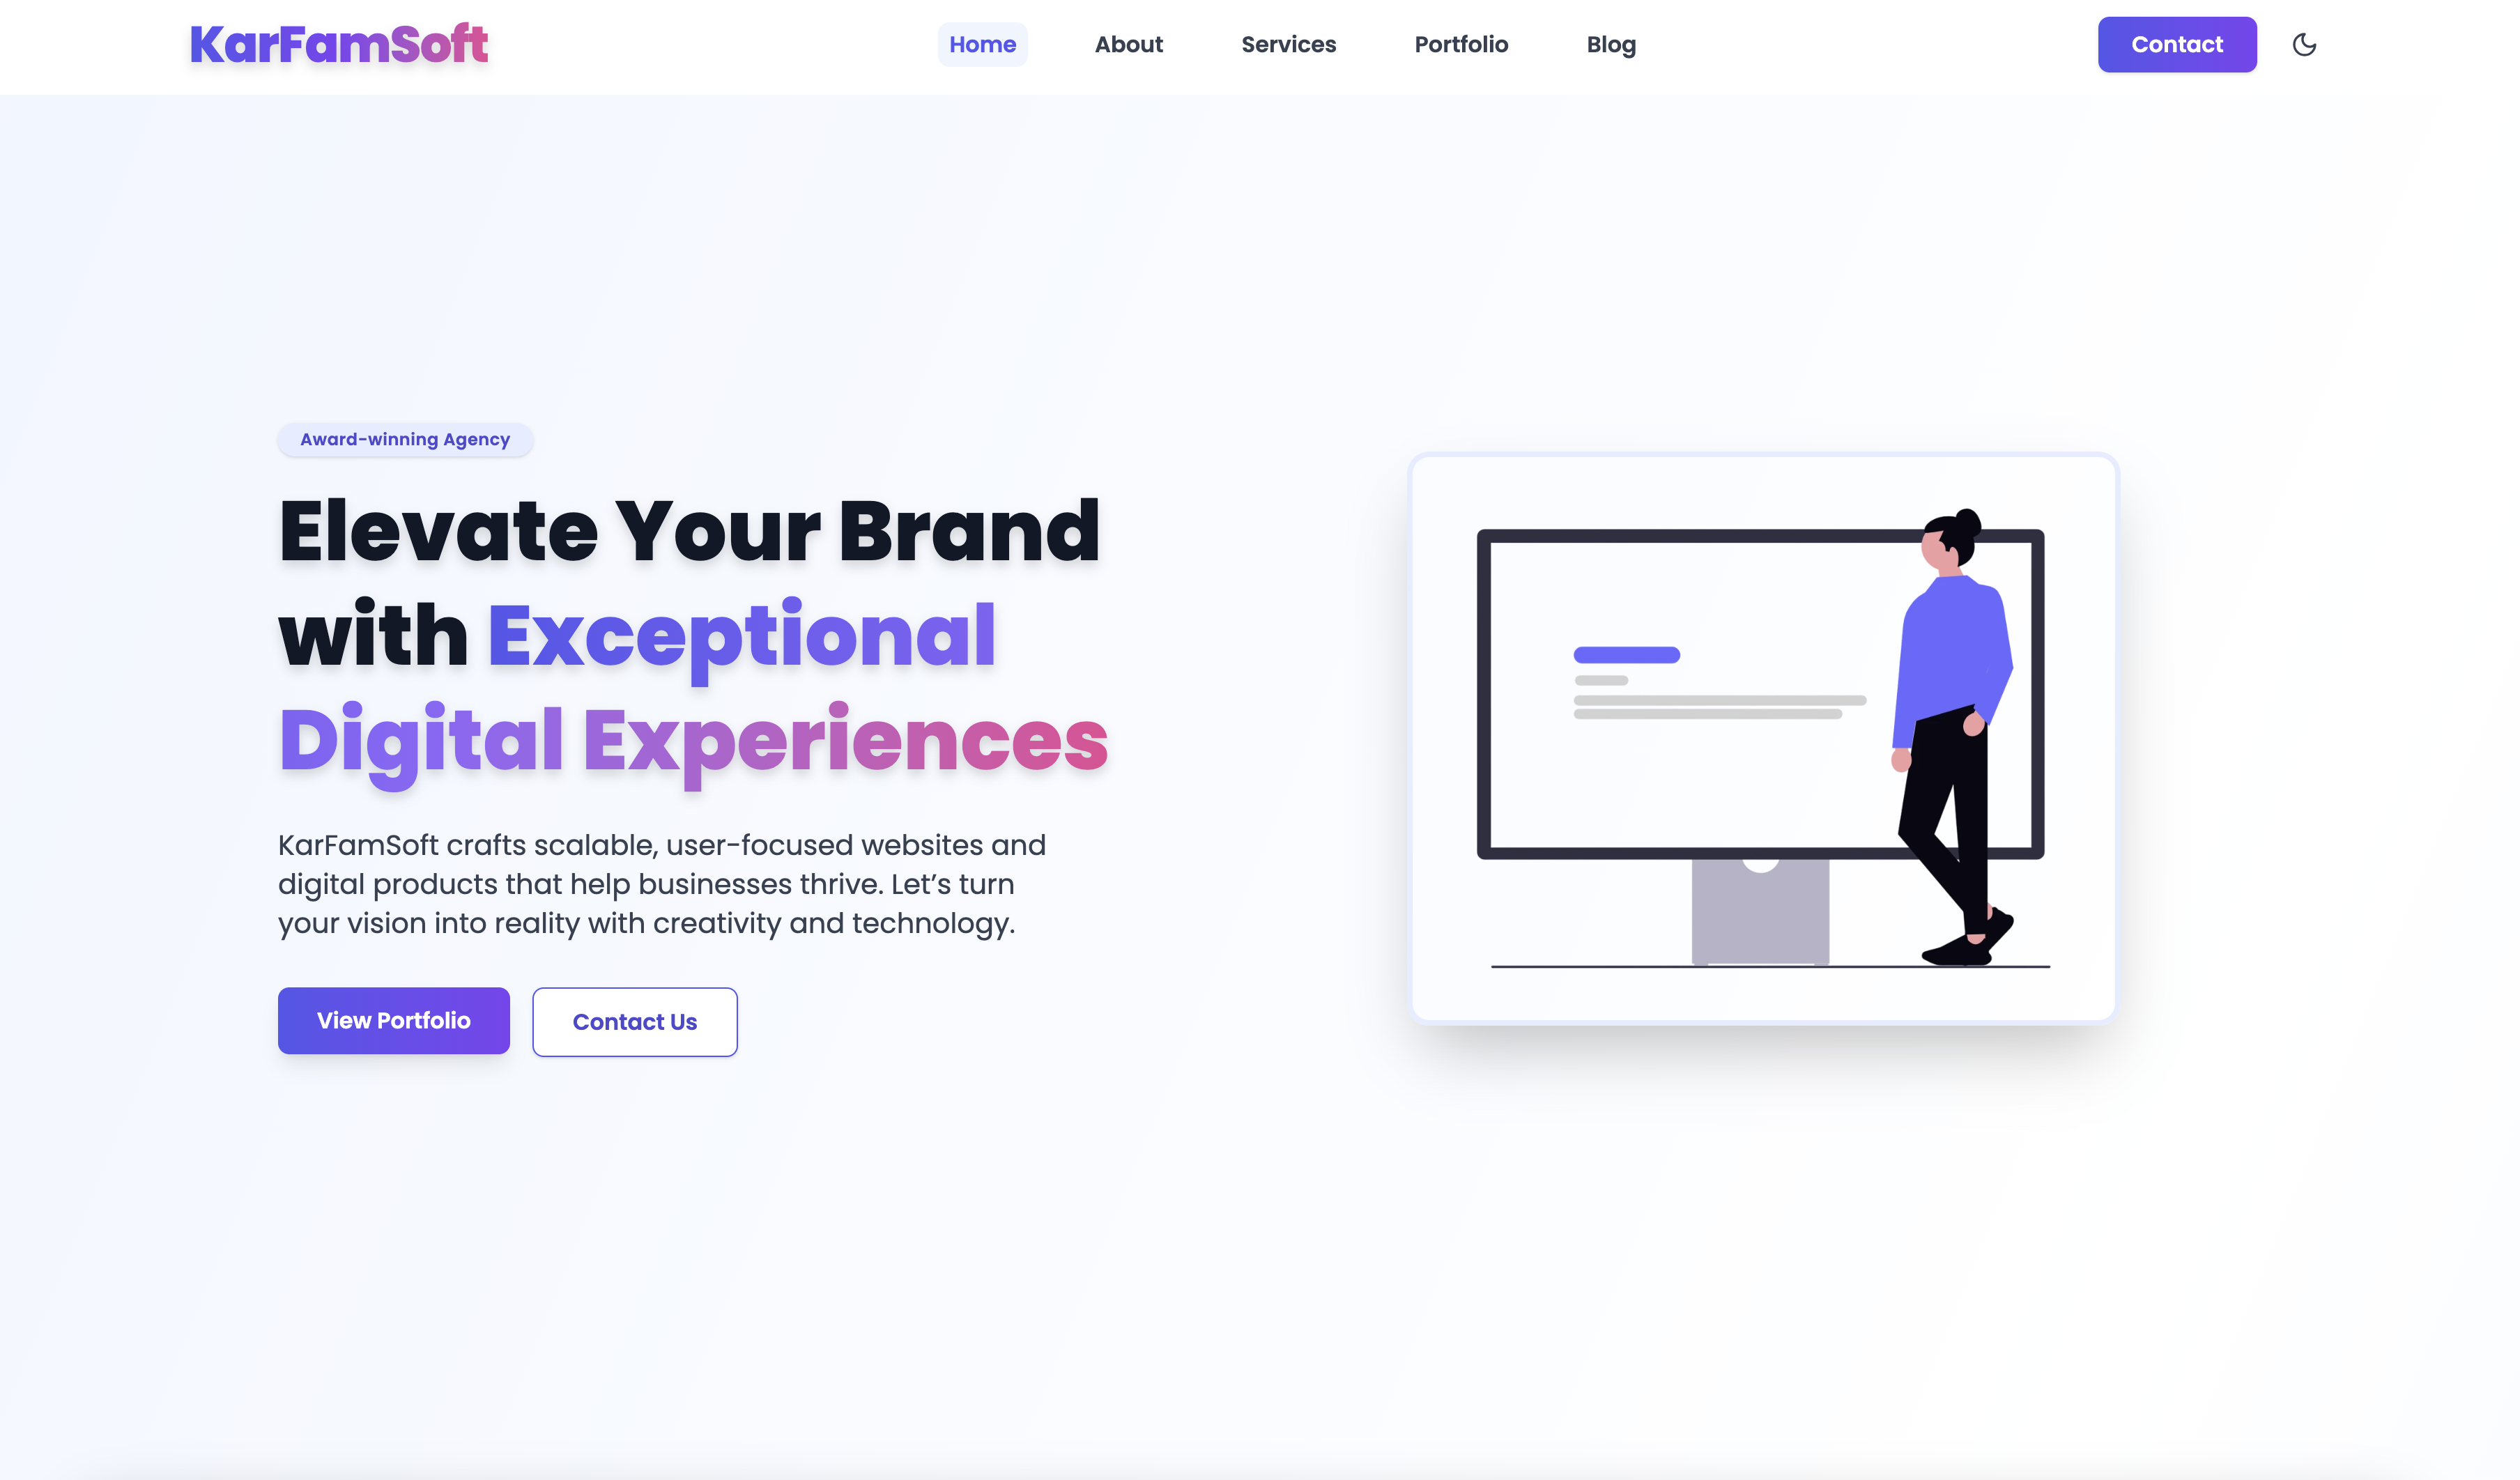 KarFamSoft
Home
About
Services
Portfolio
Blog
Contact
Award-winning Agency
Elevate Your Brand
with Exceptional
Digital Experiences
KarFamSoft crafts scalable, user-focused websites and
digital products that help businesses thrive. Let’s turn
your vision into reality with creativity and technology.
View Portfolio
Contact Us